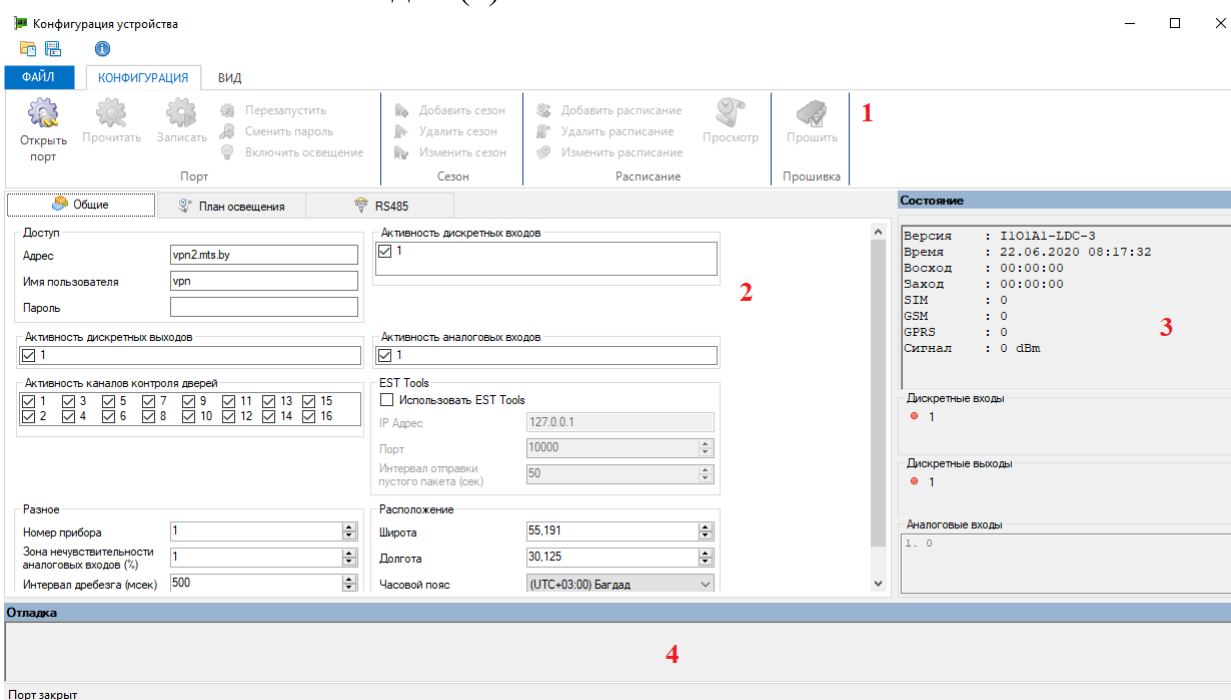 Конфигурация устройства
ФАЙЛ КОНФИГУРАЦИЯ ВИД
Открыть порт
Прочитать
Записать
Перезапустить
Сменить пароль
Включить освещение
Порт
Добавить сезон
Удалить сезон
Изменить сезон
Сезон
Добавить расписание
Удалить расписание
Изменить расписание
Просмотр
Расписание
Прошить
Прошивка
1
Общие План освещения RS485
Доступ
Адрес vpn2.mts.by
Имя пользователя vpn
Пароль
Активность дискретных входов
1
2
Активность дискретных выходов
1
Активность аналоговых входов
1
Активность каналов контроля дверей
1 3 5 7 9 11 13 15
2 4 6 8 10 12 14 16
EST Tools
Использовать EST Tools
IP Адрес 127.0.0.1
Порт 10000
Интервал отправки
пустого пакета (сек) 50
Разное
Номер прибора 1
Зона нечувствительности
аналоговых входов (%) 1
Интервал дребезга (мсек) 500
Расположение
Широта 55,191
Долгота 30,125
Часовой пояс (UTC+03:00) Багдад
Состояние
Версия : I1O1A1-LDC-3
Время : 22.06.2020 08:17:32
Восход : 00:00:00
Заход : 00:00:00
SIM : 0
GSM : 0
GPRS : 0
Сигнал : 0 dBm
3
Дискретные входы
1
Дискретные выходы
1
Аналоговые входы
1. 0
Отладка
4
Порт закрыт